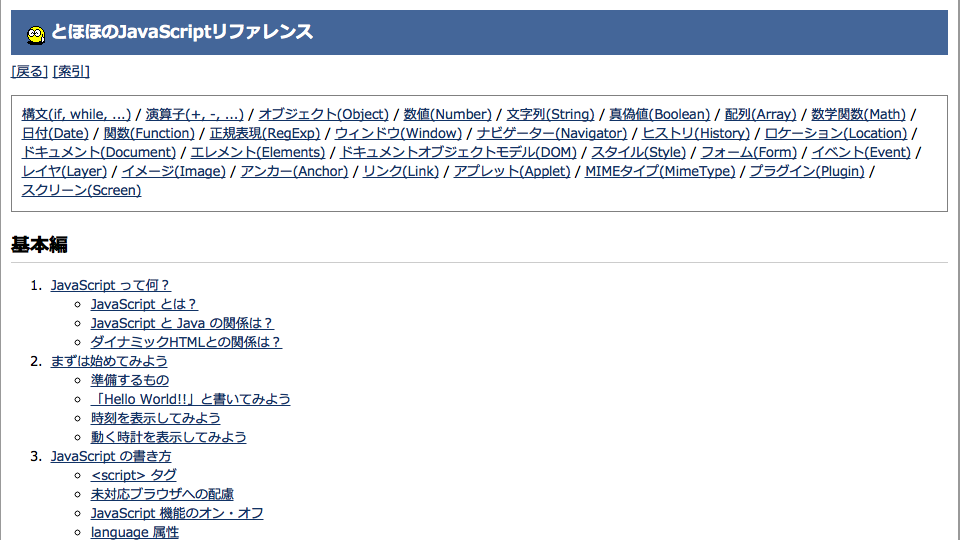 とほほのJavaScriptリファレンス
[戻る] [索引]
構文(if, while, ...) / 演算子(+, -, ...) / オブジェクト(Object) / 数値(Number) / 文字列(String) / 真偽値(Boolean) / 配列(Array) / 数学関数(Math) /
日付(Date) / 関数(Function) / 正規表現(RegExp) / ウィンドウ(Window) / ナビゲーター(Navigator) / ヒストリ(History) / ロケーション(Location) /
ドキュメント(Document) / エレメント(Elements) / ドキュメントオブジェクトモデル(DOM) / スタイル(Style) / フォーム(Form) / イベント(Event) /
レイヤ(Layer) / イメージ(Image) / アンカー(Anchor) / リンク(Link) / アプレット(Applet) / MIMEタイプ(MimeType) / プラグイン(Plugin) /
スクリーン(Screen)
基本編
1. JavaScript って何？
JavaScript とは？
JavaScript と Java の関係は？
ダイナミックHTMLとの関係は？
2. まずは始めてみよう
準備するもの
「Hello World!!」と書いてみよう
時刻を表示してみよう
動く時計を表示してみよう
3. JavaScript の書き方
<script> タグ
未対応ブラウザへの配慮
JavaScript 機能のオン・オフ
language 属性